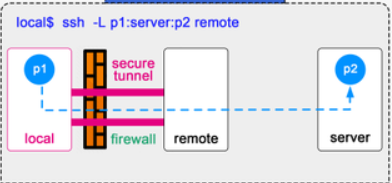 local$ ssh -L p1:server:p2 remote
p1
secure
tunnel
p2
local
firewall
remote
server